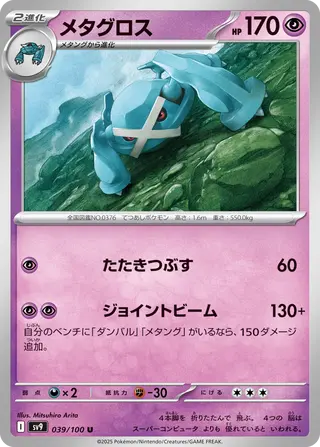 2進化
メタグロス
HP 170
メタングから進化
全国図鑑NO.0376 てつあしポケモン 高さ:1.6m 重さ:550.0kg
たたきつぶす 60
ジョイントビーム 130+
自分のベンチに「ダンバル」「メタング」がいるなら、150ダメージ
追加。
弱点 ×2 抵抗力 -30 にげる
Illus. Mitsuhiro Arita
I sv9 039/100 U
4本脚を 折りたたんで 飛ぶ。 4つの 脳は
スーパーコンピュータ よりも 優れていると いわれる。
©2025 Pokémon/Nintendo/Creatures/GAME FREAK.